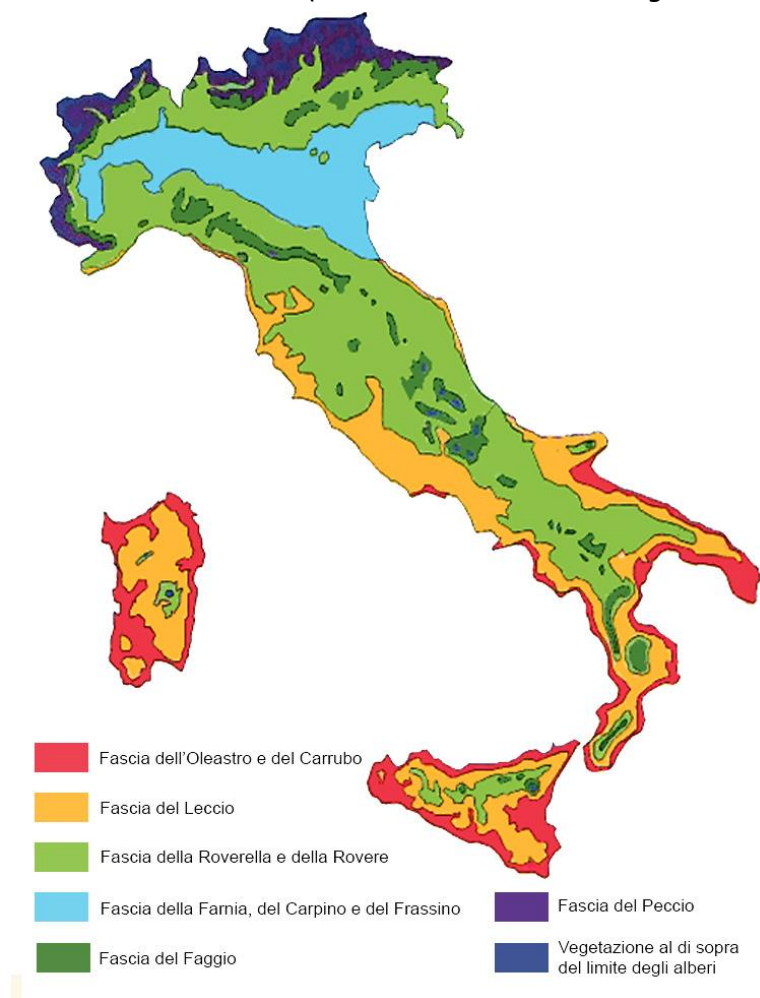 Fascia dell'Oleastro e del Carrubo
Fascia del Leccio
Fascia della Roverella e della Rovere
Fascia della Farnia, del Carpino e del Frassino
Fascia del Faggio
Fascia del Peccio
Vegetazione al di sopra
del limite degli alberi